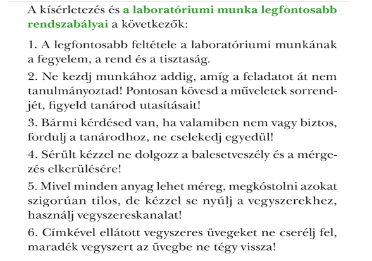 A kísérletezés és a laboratóriumi munka legfontosabb
rendszabályai a következők:
1. A legfontosabb feltétele a laboratóriumi munkának
a fegyelem, a rend és a tisztaság.
2. Ne kezdj munkához addig, amíg a feladatot át nem
tanulmányoztad! Pontosan kövesd a műveletek sorrend-
jét, figyeld tanárod utasításait!
3. Bármi kérdésed van, ha valamiben nem vagy biztos,
fordulj a tanárodhoz, ne cselekedj egyedül!
4. Sérült kézzel ne dolgozz a balesetveszély és a mérge-
zés elkerülésére!
5. Mivel minden anyag lehet méreg, megkóstolni azokat
szigorúan tilos, de kézzel se nyúlj a vegyszerekhez,
használj vegyszereskanalat!
6. Címkével ellátott vegyszeres üvegeket ne cserélj fel,
maradék vegyszert az üvegbe ne tégy vissza!